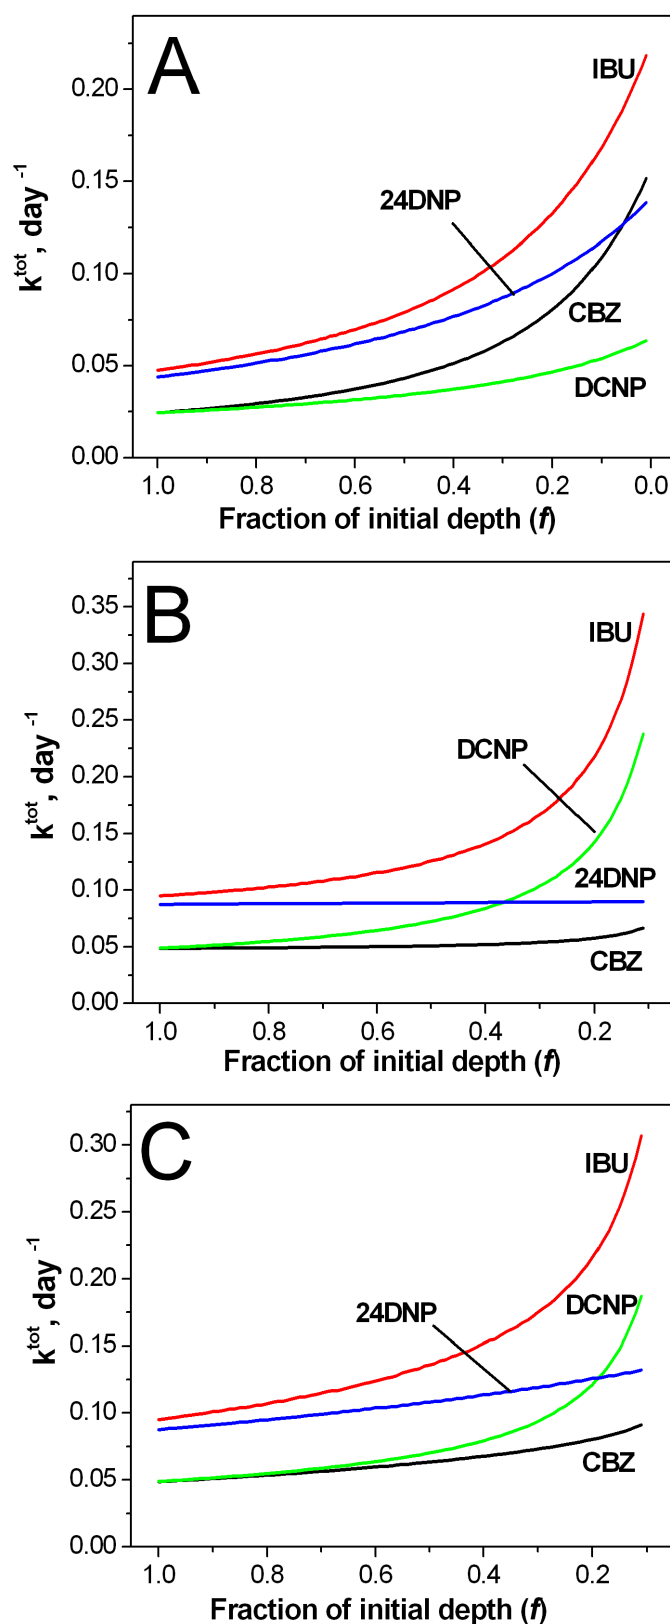 A
IBU
0.20
24DNP
0.15
k^tot, day^-1
0.10
CBZ
0.05
DCNP
0.00
1.0 0.8 0.6 0.4 0.2 0.0
Fraction of initial depth (f)
B
0.35
IBU
0.30
0.25
DCNP
k^tot, day^-1
0.20
0.15
24DNP
0.10
0.05
CBZ
0.00
1.0 0.8 0.6 0.4 0.2
Fraction of initial depth (f)
C
0.30
IBU
0.25
0.20
24DNP
DCNP
k^tot, day^-1
0.15
0.10
CBZ
0.05
0.00
1.0 0.8 0.6 0.4 0.2
Fraction of initial depth (f)